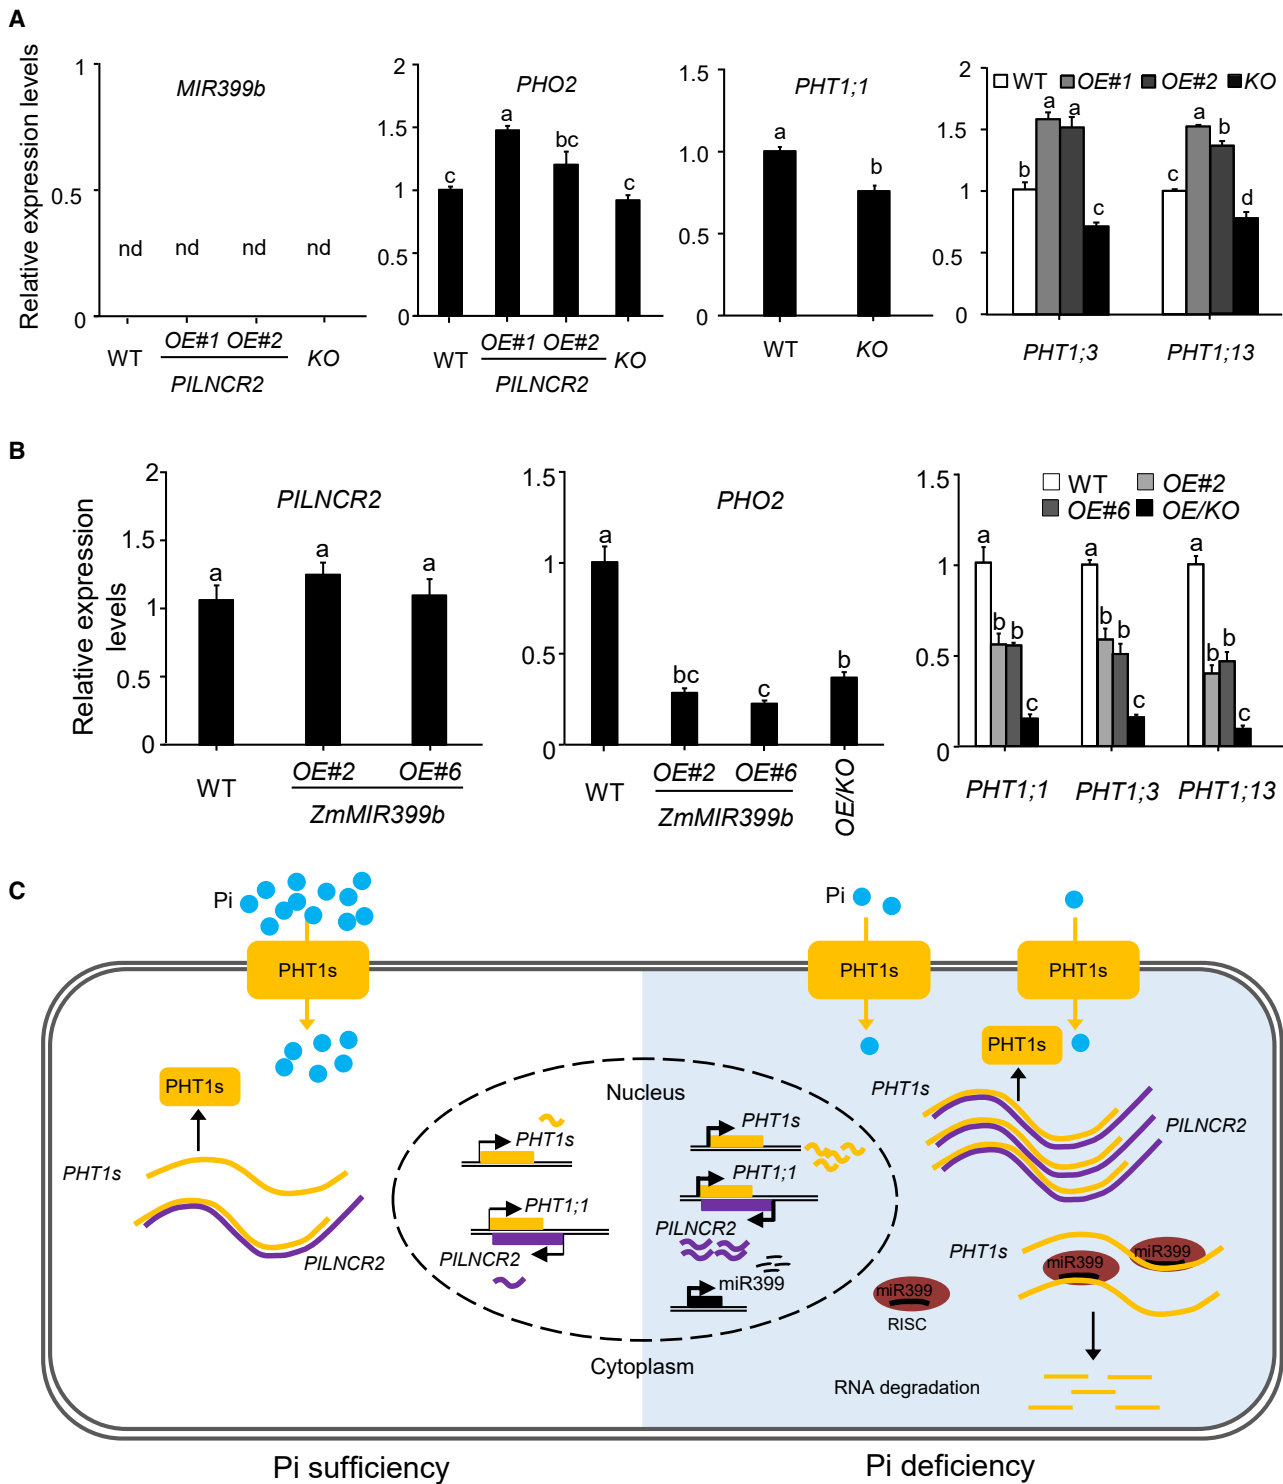 A
Relative expression levels
1
0.5
0
MIR399b
nd nd nd nd
WT OE#1 OE#2 KO
PILNCR2
2
1.5
1
0.5
0
PHO2
c a bc c
WT OE#1 OE#2 KO
PILNCR2
1.5
1.0
0.5
0
PHT1;1
a b
WT KO
2
1.5
1
0.5
0
WT OE#1 OE#2 KO
b a a c c a b d
PHT1;3 PHT1;13
B
Relative expression
levels
2
1.5
1
0.5
0
PILNCR2
a a a
WT OE#2 OE#6
ZmMIR399b
1.5
1
0.5
0
PHO2
a bc c b
WT OE#2 OE#6 OE/KO
ZmMIR399b
1.5
1
0.5
0
WT OE#2
OE#6 OE/KO
a b b c a b b c a b b c
PHT1;1 PHT1;3 PHT1;13
C
Pi
PHT1s
PHT1s
PHT1s
PILNCR2
Nucleus
PHT1s
PHT1;1
PILNCR2
PHT1s
PHT1;1
PILNCR2
miR399
Cytoplasm
Pi
PHT1s
PHT1s
PHT1s
PHT1s
PILNCR2
PHT1s
miR399
miR399
miR399
RISC
RNA degradation
Pi sufficiency
Pi deficiency